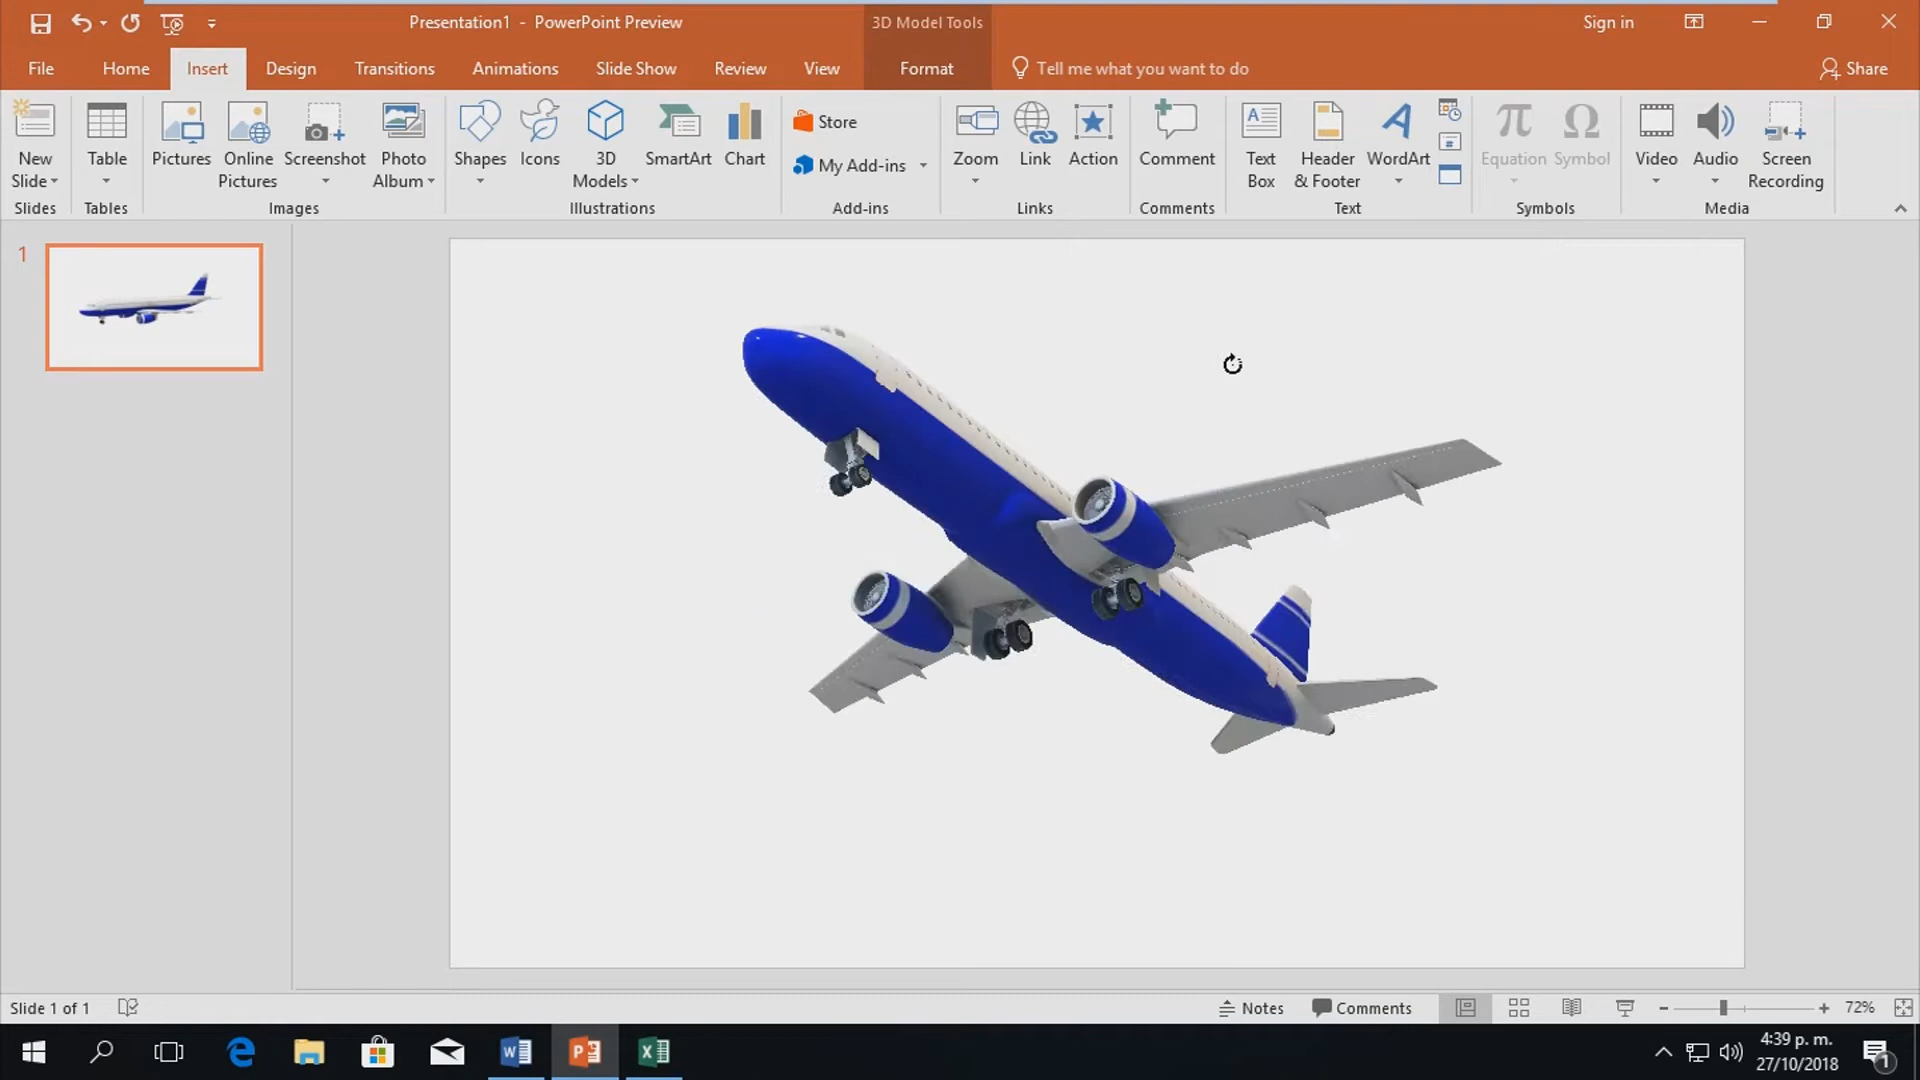 Presentation1 - PowerPoint Preview
3D Model Tools
Sign in
File
Home
Insert
Design
Transitions
Animations
Slide Show
Review
View
Format
Tell me what you want to do
Share
New
Slide
Slides
Table
Tables
Pictures
Online
Pictures
Screenshot
Photo
Album
Images
Shapes
Icons
3D
Models
SmartArt
Chart
Illustrations
Store
My Add-ins
Add-ins
Zoom
Link
Action
Links
Comment
Comments
Text
Box
Header
& Footer
WordArt
Text
Equation
Symbol
Symbols
Video
Audio
Screen
Recording
Media
1
Slide 1 of 1
Notes
Comments
72%
4:39 p. m.
27/10/2018
1